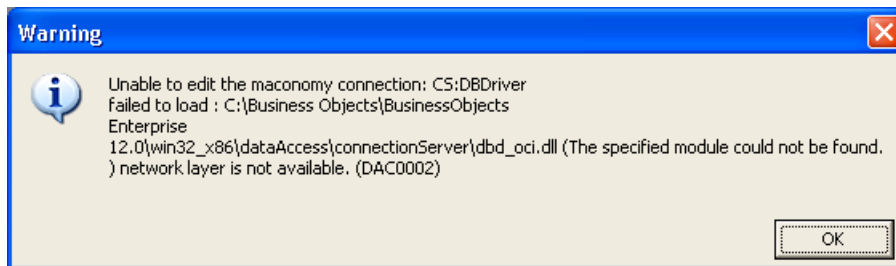 Warning
Unable to edit the maconomy connection: CS:DBDriver
failed to load : C:\Business Objects\BusinessObjects
Enterprise
12.0\win32_x86\dataAccess\connectionServer\dbd_oci.dll (The specified module could not be found.
) network layer is not available. (DAC0002)
OK